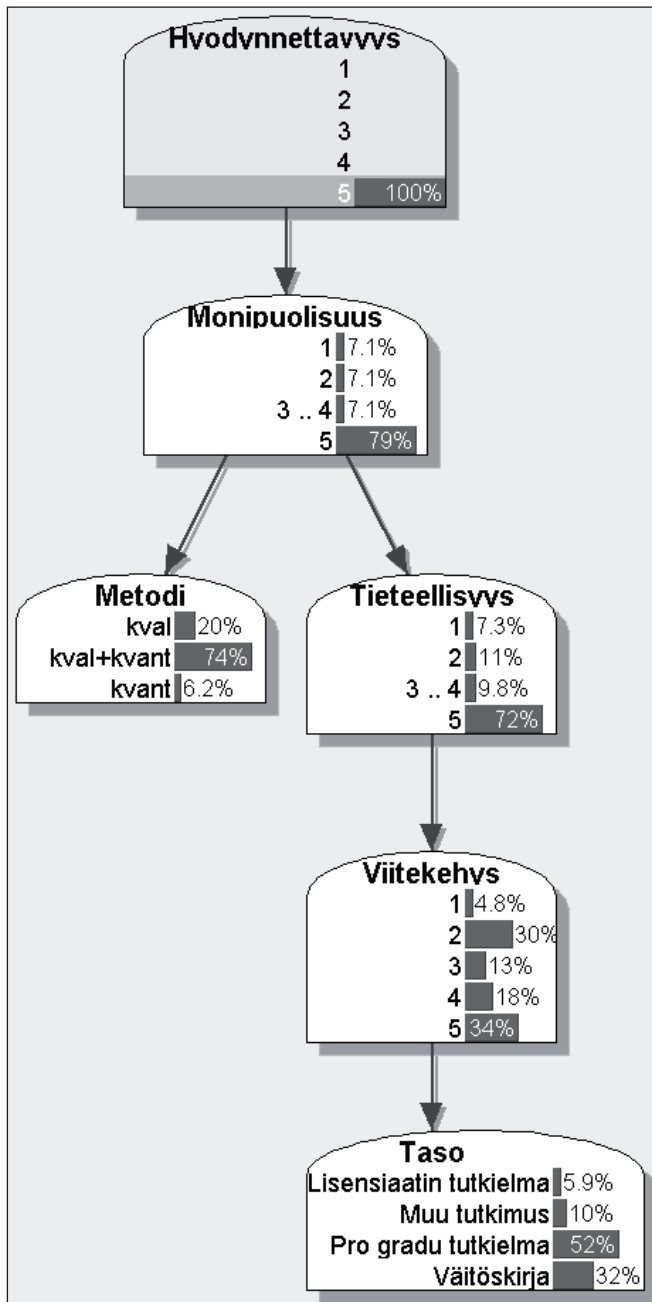 Hyodynnettavyys
1
2
3
4
5 100%
Monipuolisuus
1 7.1%
2 7.1%
3 .. 4 7.1%
5 79%
Metodi
kval 20%
kval+kvant 74%
kvant 6.2%
Tieteellisyys
1 7.3%
2 11%
3 .. 4 9.8%
5 72%
Viitekehys
1 4.8%
2 30%
3 13%
4 18%
5 34%
Taso
Lisensiaatin tutkielma 5.9%
Muu tutkimus 10%
Pro gradu tutkielma 52%
Väitöskirja 32%